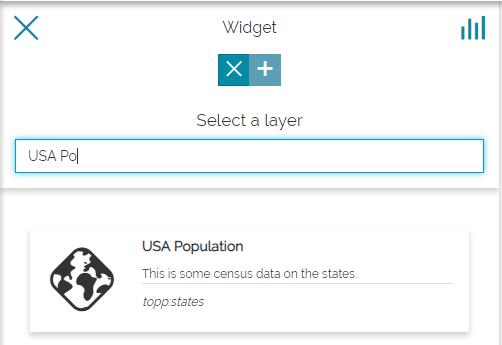 Widget
Select a layer
USA Po
USA Population
This is some census data on the states.
topp:states